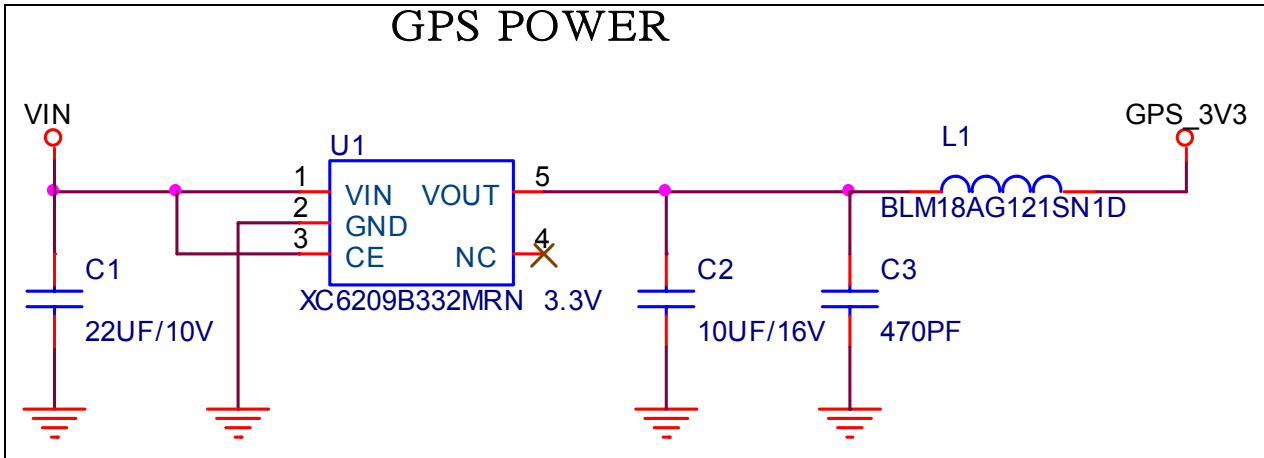 GPS POWER
VIN
GPS_3V3
U1
L1
1
VIN
VOUT
5
BLM18AG121SN1D
2
GND
3
CE
NC
4
C1
C2
C3
XC6209B332MRN 3.3V
22UF/10V
10UF/16V
470PF